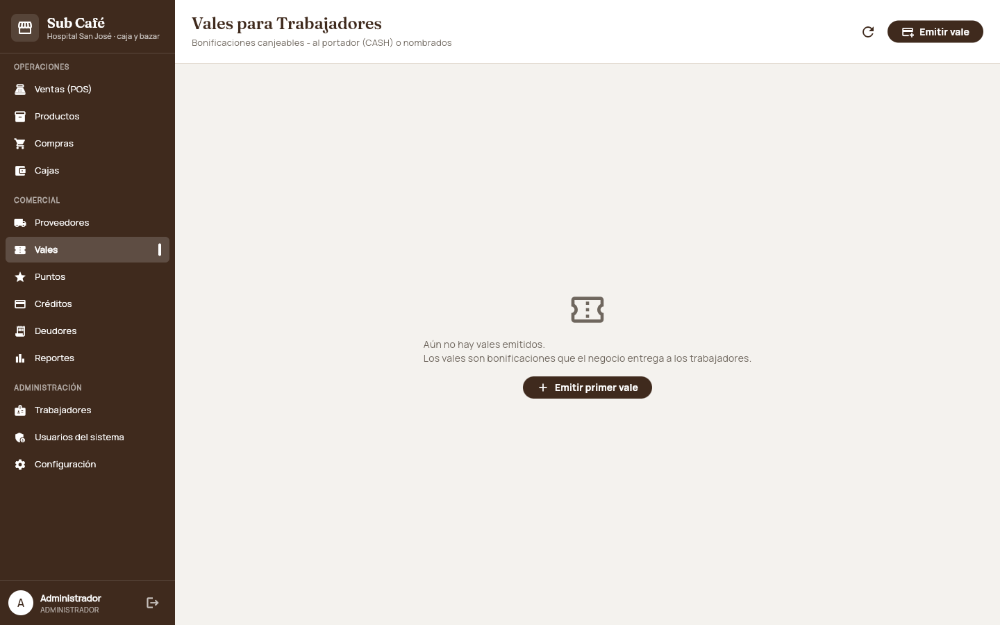 Sub Café
Hospital San José · caja y bazar
OPERACIONES
Ventas (POS)
Productos
Compras
Cajas
COMERCIAL
Proveedores
Vales
Puntos
Créditos
Deudores
Reportes
ADMINISTRACIÓN
Trabajadores
Usuarios del sistema
Configuración
A
Administrador
ADMINISTRADOR
Vales para Trabajadores
Bonificaciones canjeables - al portador (CASH) o nombrados
Emitir vale
Aún no hay vales emitidos.
Los vales son bonificaciones que el negocio entrega a los trabajadores.
Emitir primer vale